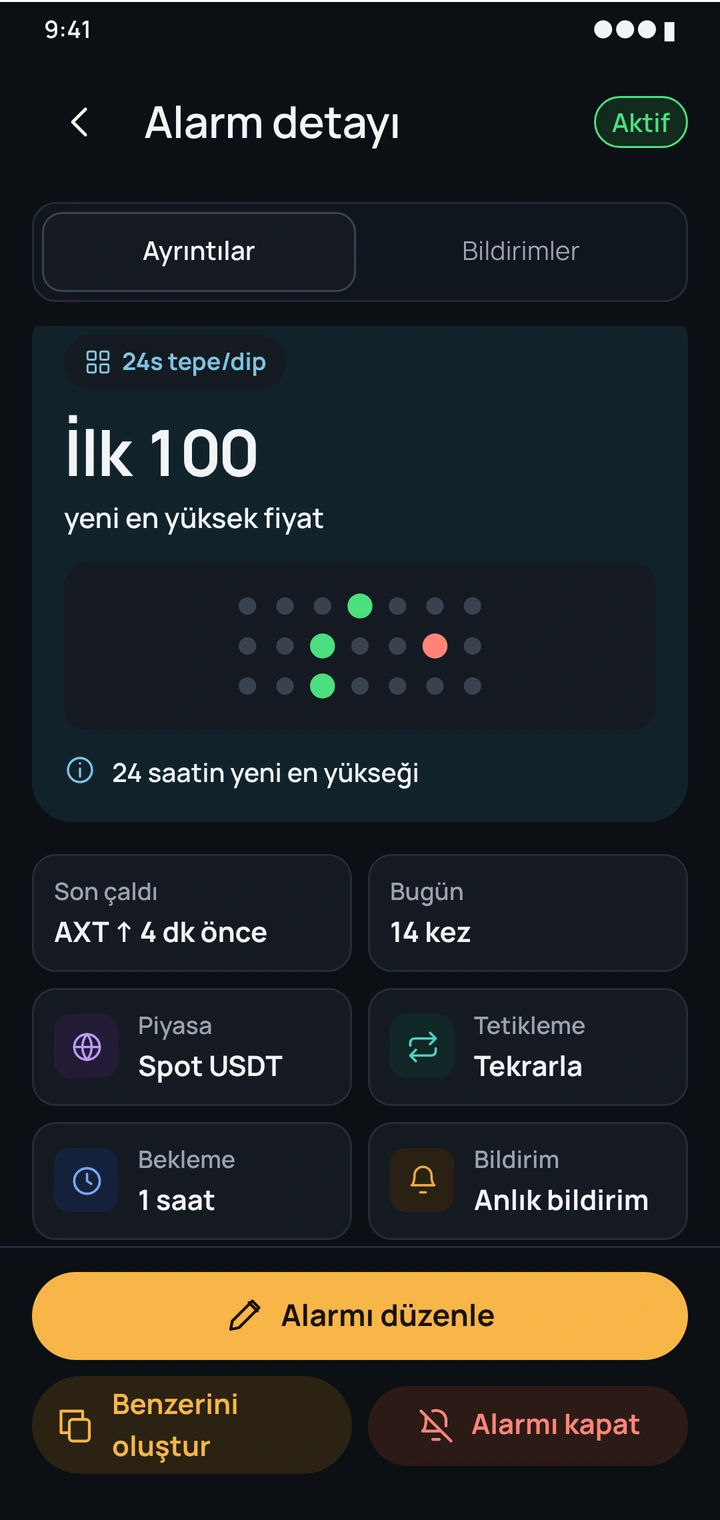 9:41
Alarm detayı
Aktif
Ayrıntılar
Bildirimler
24s tepe/dip
İlk 100
yeni en yüksek fiyat
24 saatin yeni en yükseği
Son çaldı
AXT ↑ 4 dk önce
Bugün
14 kez
Piyasa
Spot USDT
Tetikleme
Tekrarla
Bekleme
1 saat
Bildirim
Anlık bildirim
Alarmı düzenle
Benzerini
oluştur
Alarmı kapat